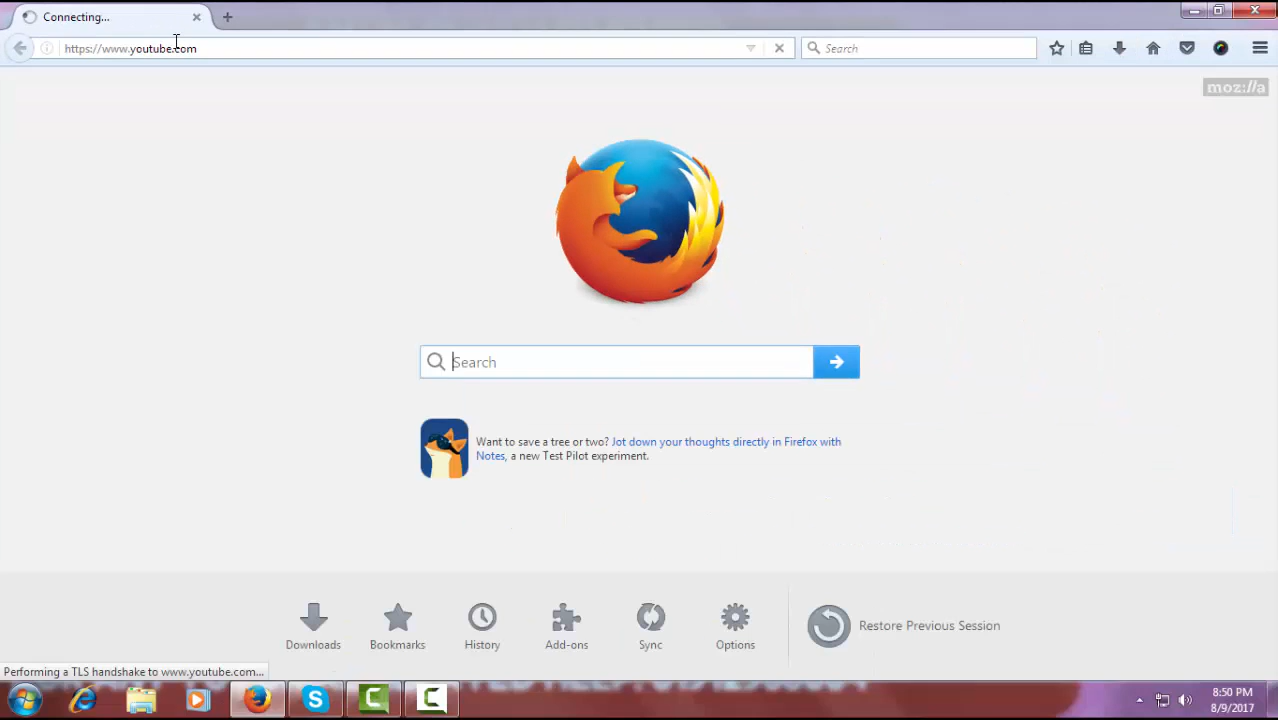 Connecting...
https://www.youtube.com
Search
moz://a
Search
Want to save a tree or two? Jot down your thoughts directly in Firefox with
Notes, a new Test Pilot experiment.
Downloads
Bookmarks
History
Add-ons
Sync
Options
Restore Previous Session
Performing a TLS handshake to www.youtube.com...
8:50 PM
8/9/2017